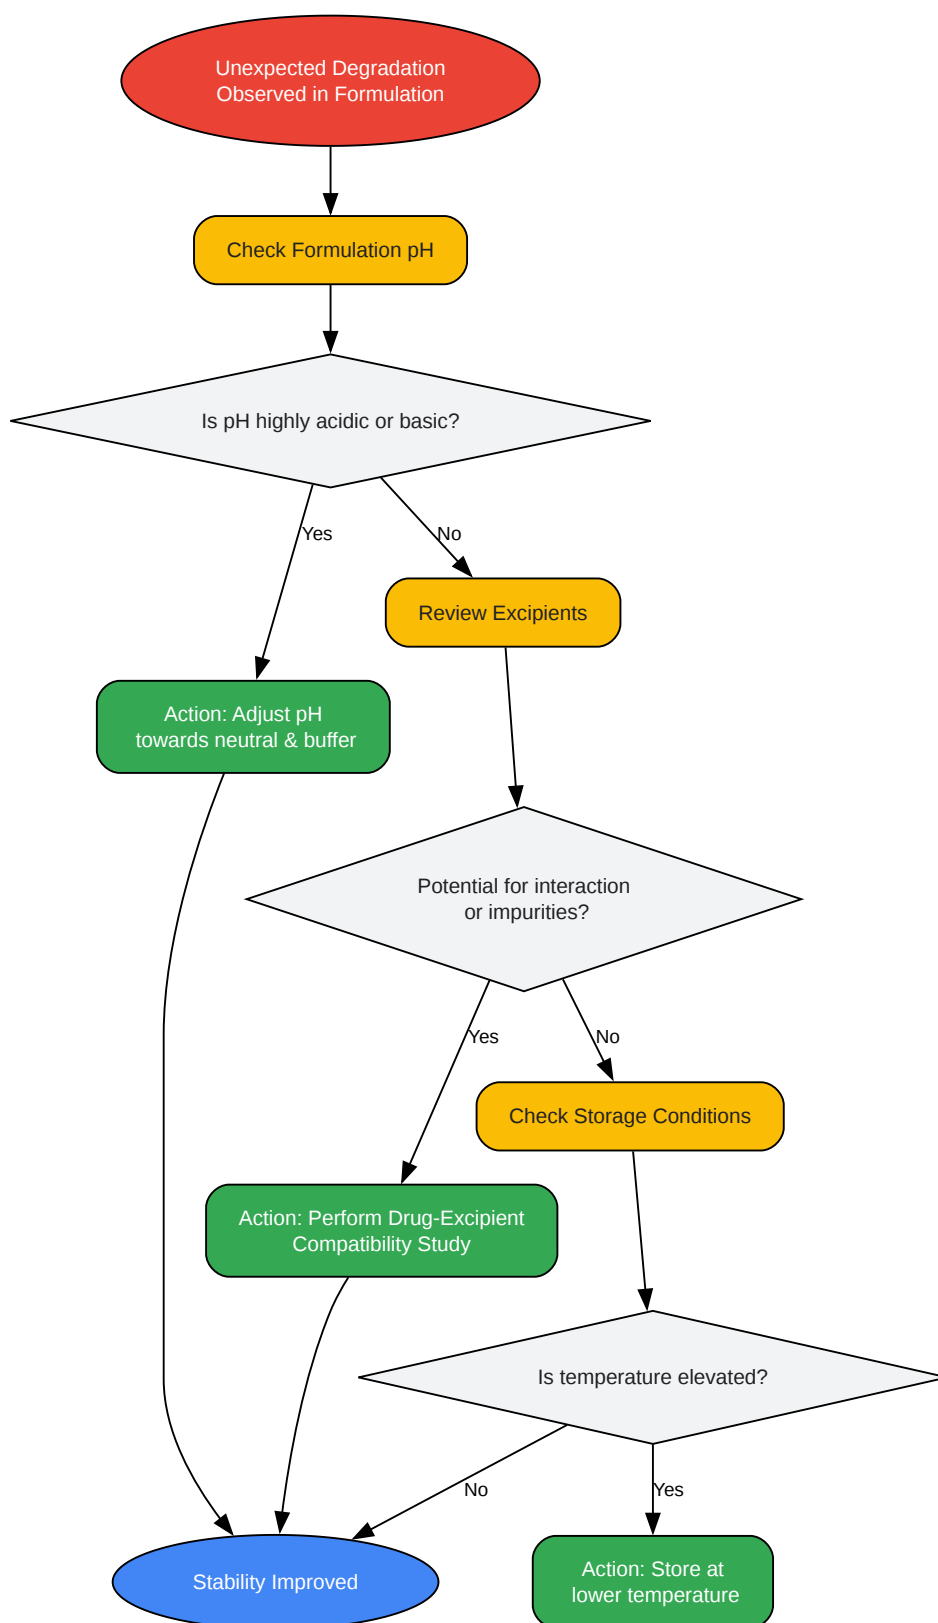 Unexpected Degradation
Observed in Formulation
Check Formulation pH
Is pH highly acidic or basic?
Yes
No
Review Excipients
Action: Adjust pH
towards neutral & buffer
Potential for interaction
or impurities?
Yes
No
Check Storage Conditions
Action: Perform Drug-Excipient
Compatibility Study
Is temperature elevated?
No
Yes
Stability Improved
Action: Store at
lower temperature